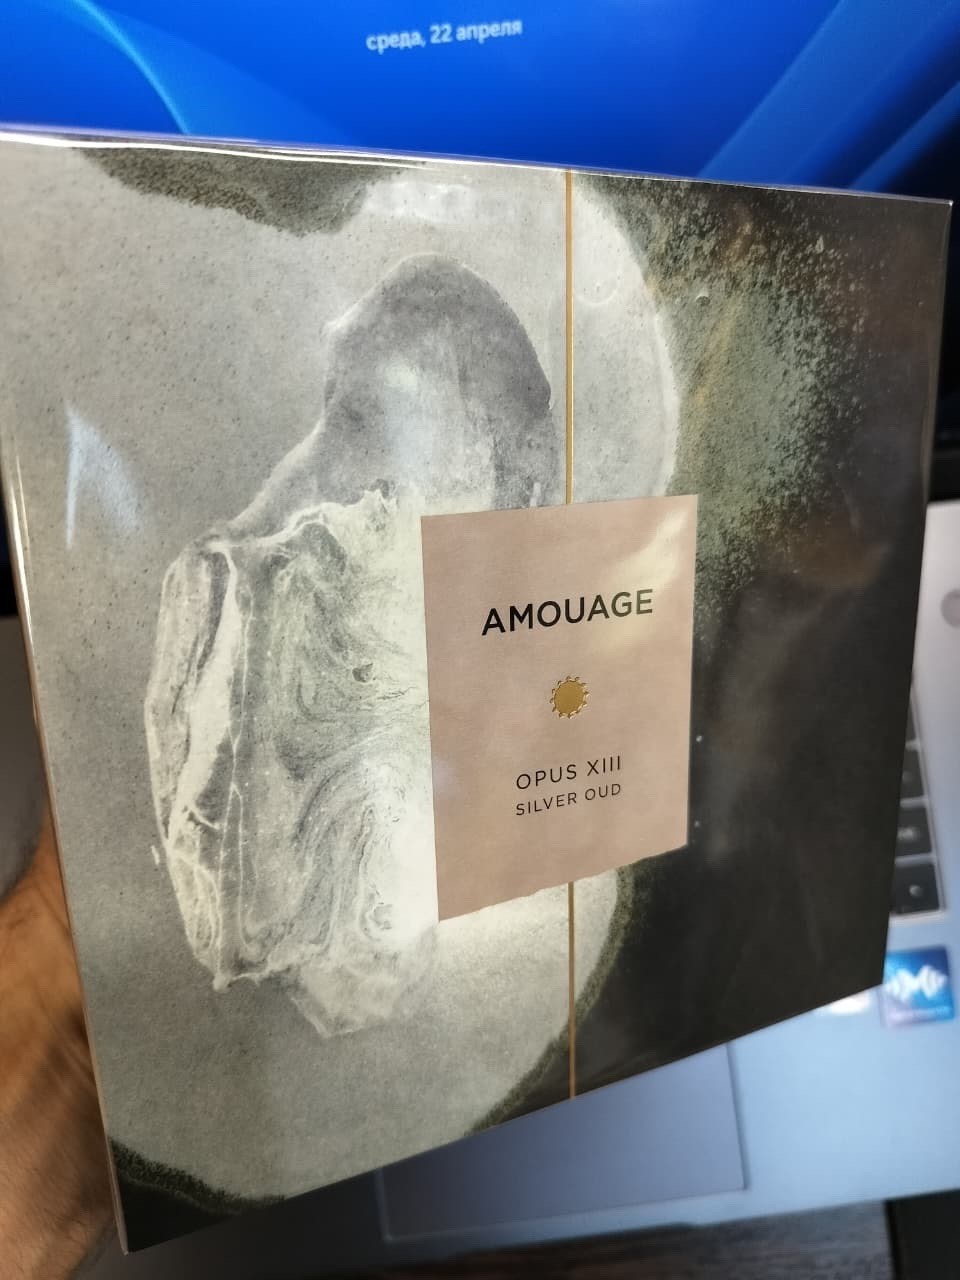 среда, 22 апреля
AMOUAGE
OPUS XIII
SILVER OUD